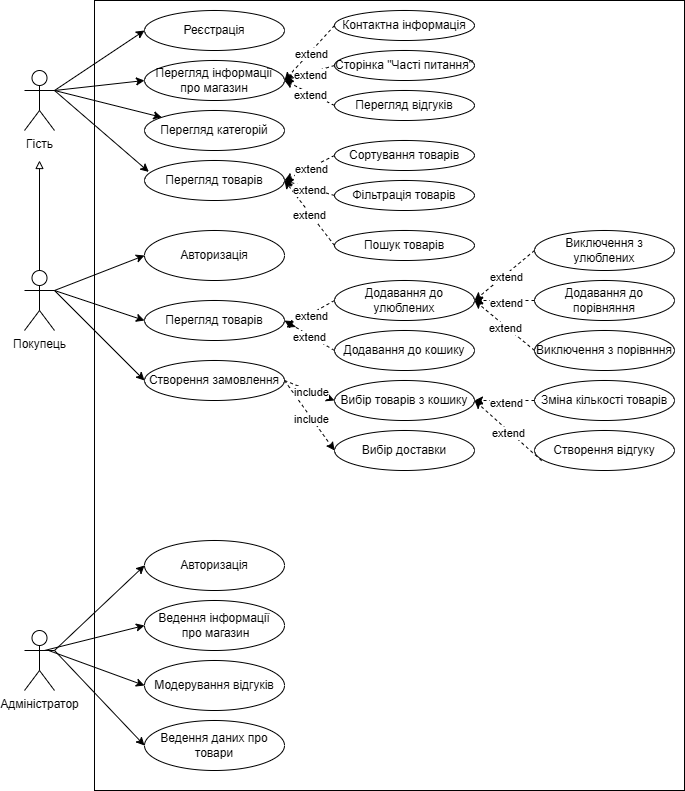 Контактна інформація
Реєстрація
extend
Сторінка "Часті питання"
Перегляд інформації
про магазин
extend
extend
Перегляд відгуків
Гість
Перегляд категорій
Сортування товарів
extend
Перегляд товарів
extend
Фільтрація товарів
extend
Пошук товарів
Авторизація
Виключення з
улюблених
extend
Покупець
Перегляд товарів
extend
Додавання до
улюблених
extend
Додавання до
порівняння
extend
extend
Додавання до кошику
Виключення з порівнння
Створення замовлення
include
Вибір товарів з кошику
extend
Зміна кількості товарів
include
extend
Вибір доставки
Створення відгуку
Авторизація
Ведення інформації
про магазин
Адміністратор
Модерування відгуків
Ведення даних про
товари